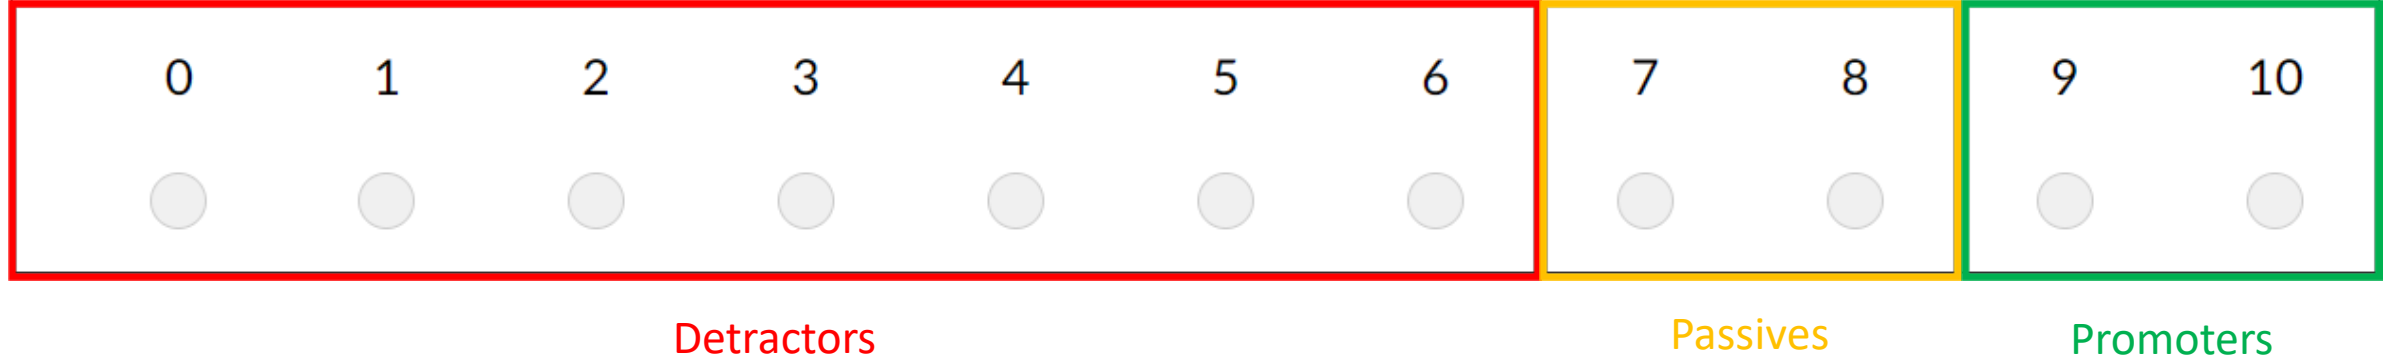 0 1 2 3 4 5 6 7 8 9 10
Detractors Passives Promoters